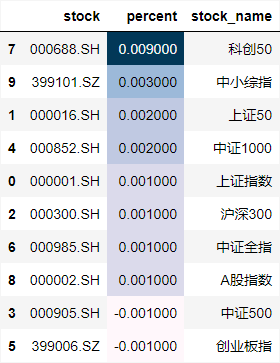 stock percent stock_name
7 000688.SH 0.009000 科创50
9 399101.SZ 0.003000 中小综指
1 000016.SH 0.002000 上证50
4 000852.SH 0.002000 中证1000
0 000001.SH 0.001000 上证指数
2 000300.SH 0.001000 沪深300
6 000985.SH 0.001000 中证全指
8 000002.SH 0.001000 A股指数
3 000905.SH -0.001000 中证500
5 399006.SZ -0.001000 创业板指